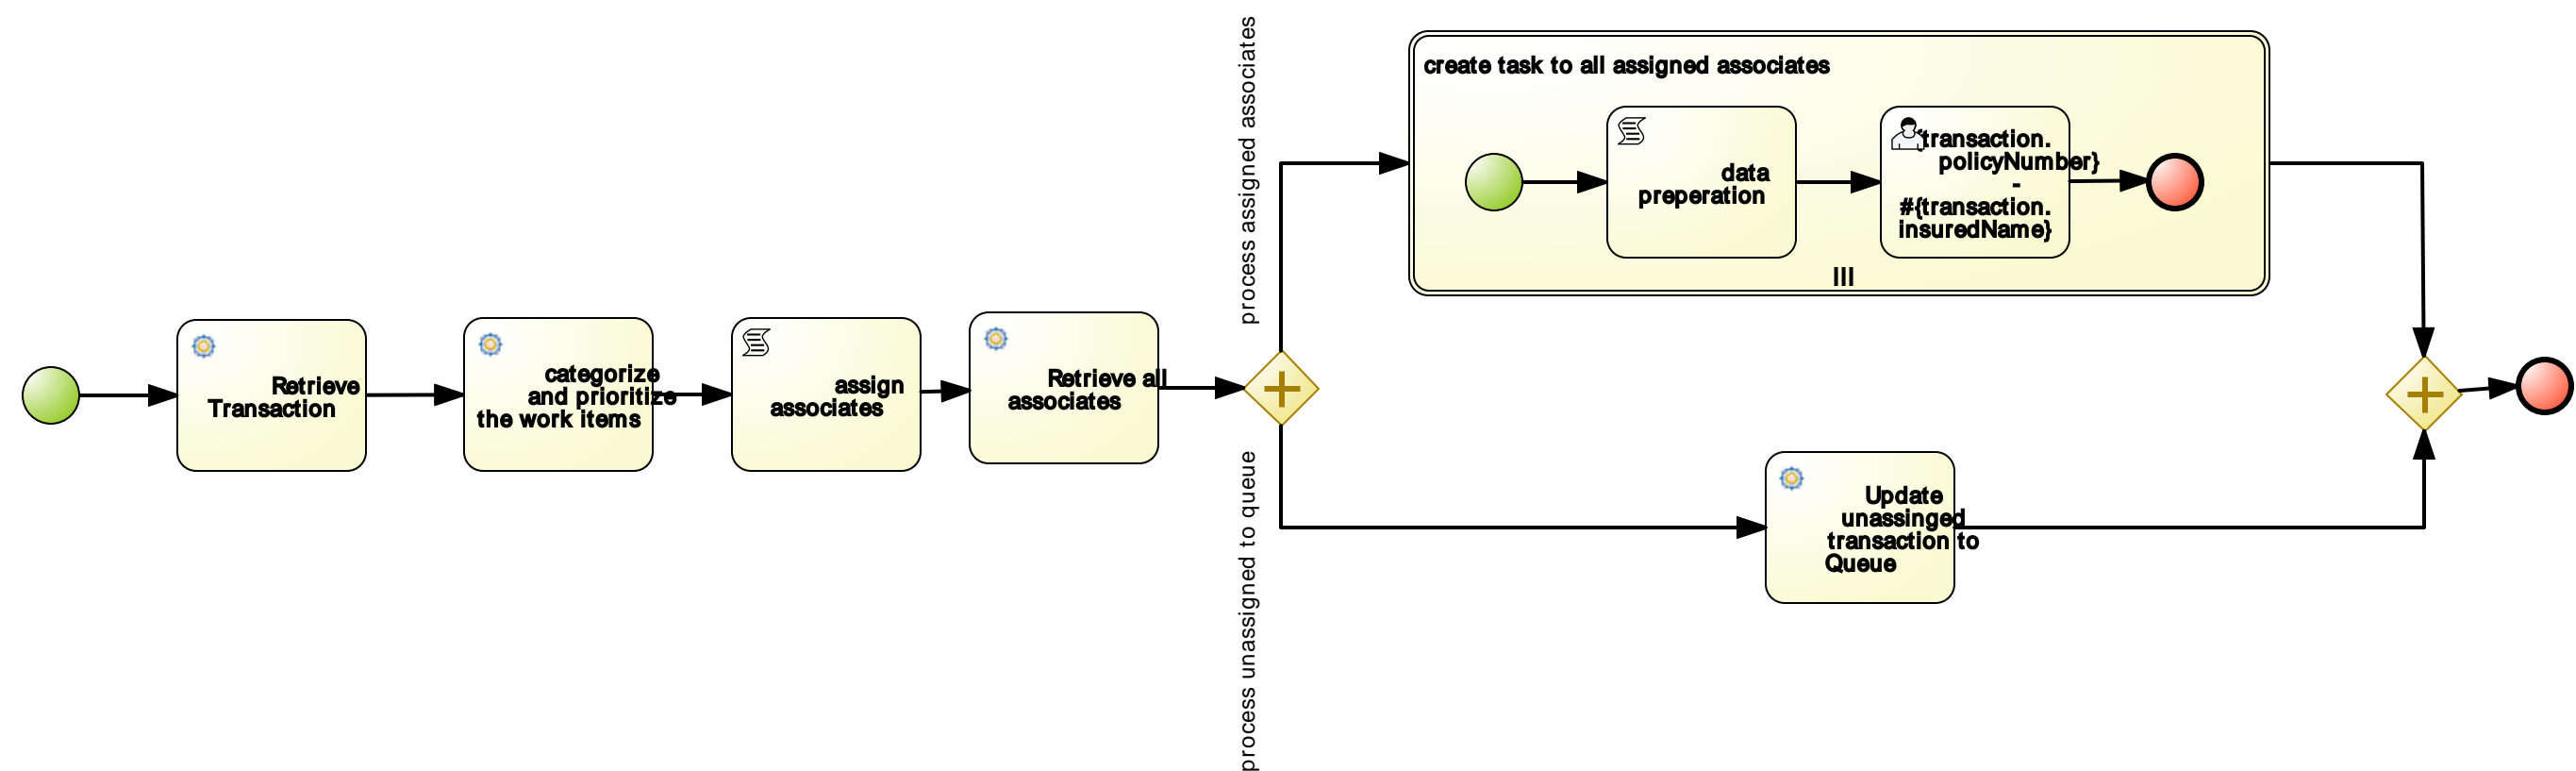 Retrieve
Transaction
categorize
and prioritize
the work items
assign
associates
Retrieve all
associates
process assigned associates
process unassigned to queue
create task to all assigned associates
data
preperation
{transaction.
policyNumber}
-
#{transaction.
insuredName}
Update
unassinged
transaction to
Queue